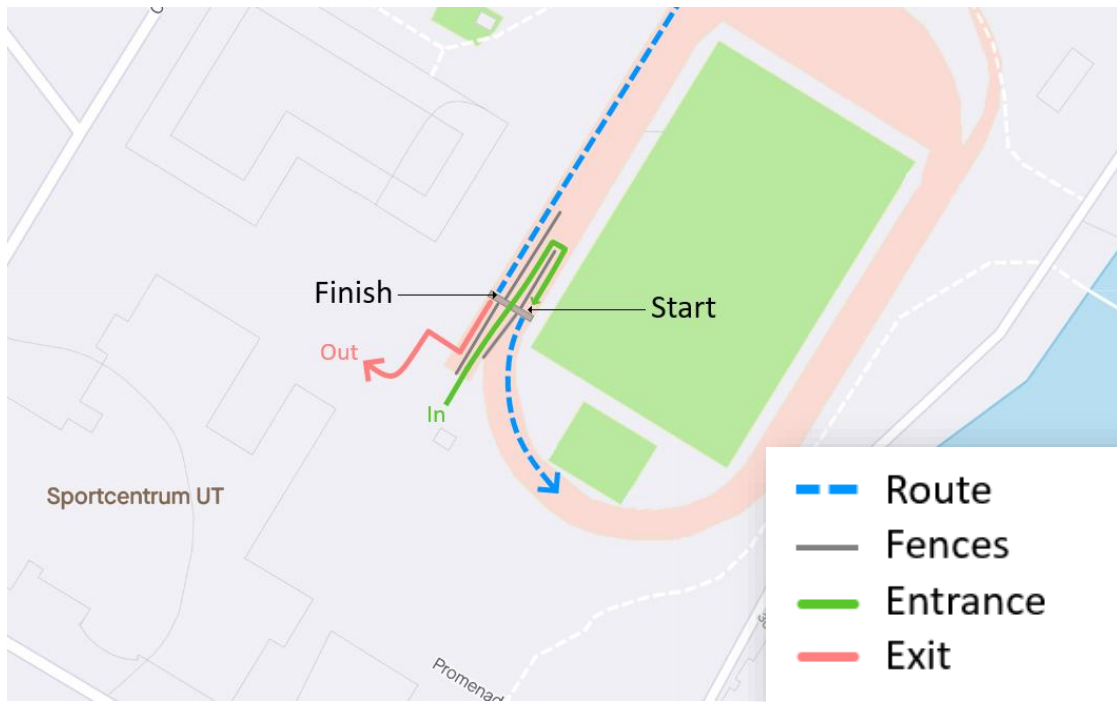 Finish
Start
Out
In
Sportcentrum UT
Promenad
Route
Fences
Entrance
Exit